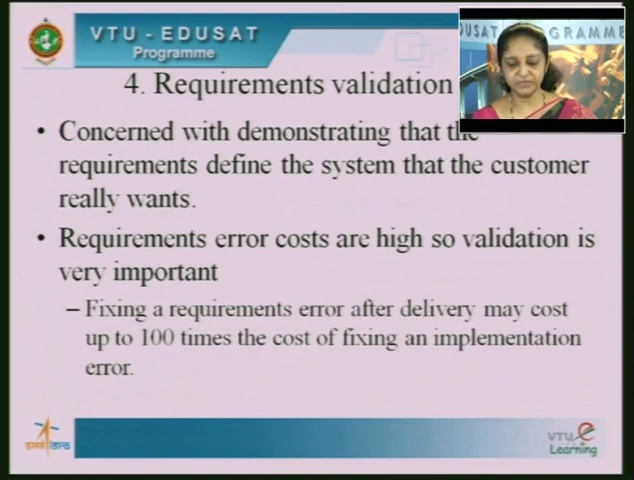 VTU - EDUSAT
Programme
DUSAT
GRAMME
4. Requirements validation
• Concerned with demonstrating that the
requirements define the system that the customer
really wants.
• Requirements error costs are high so validation is
very important
– Fixing a requirements error after delivery may cost
up to 100 times the cost of fixing an implementation
error.
VTU e
Learning